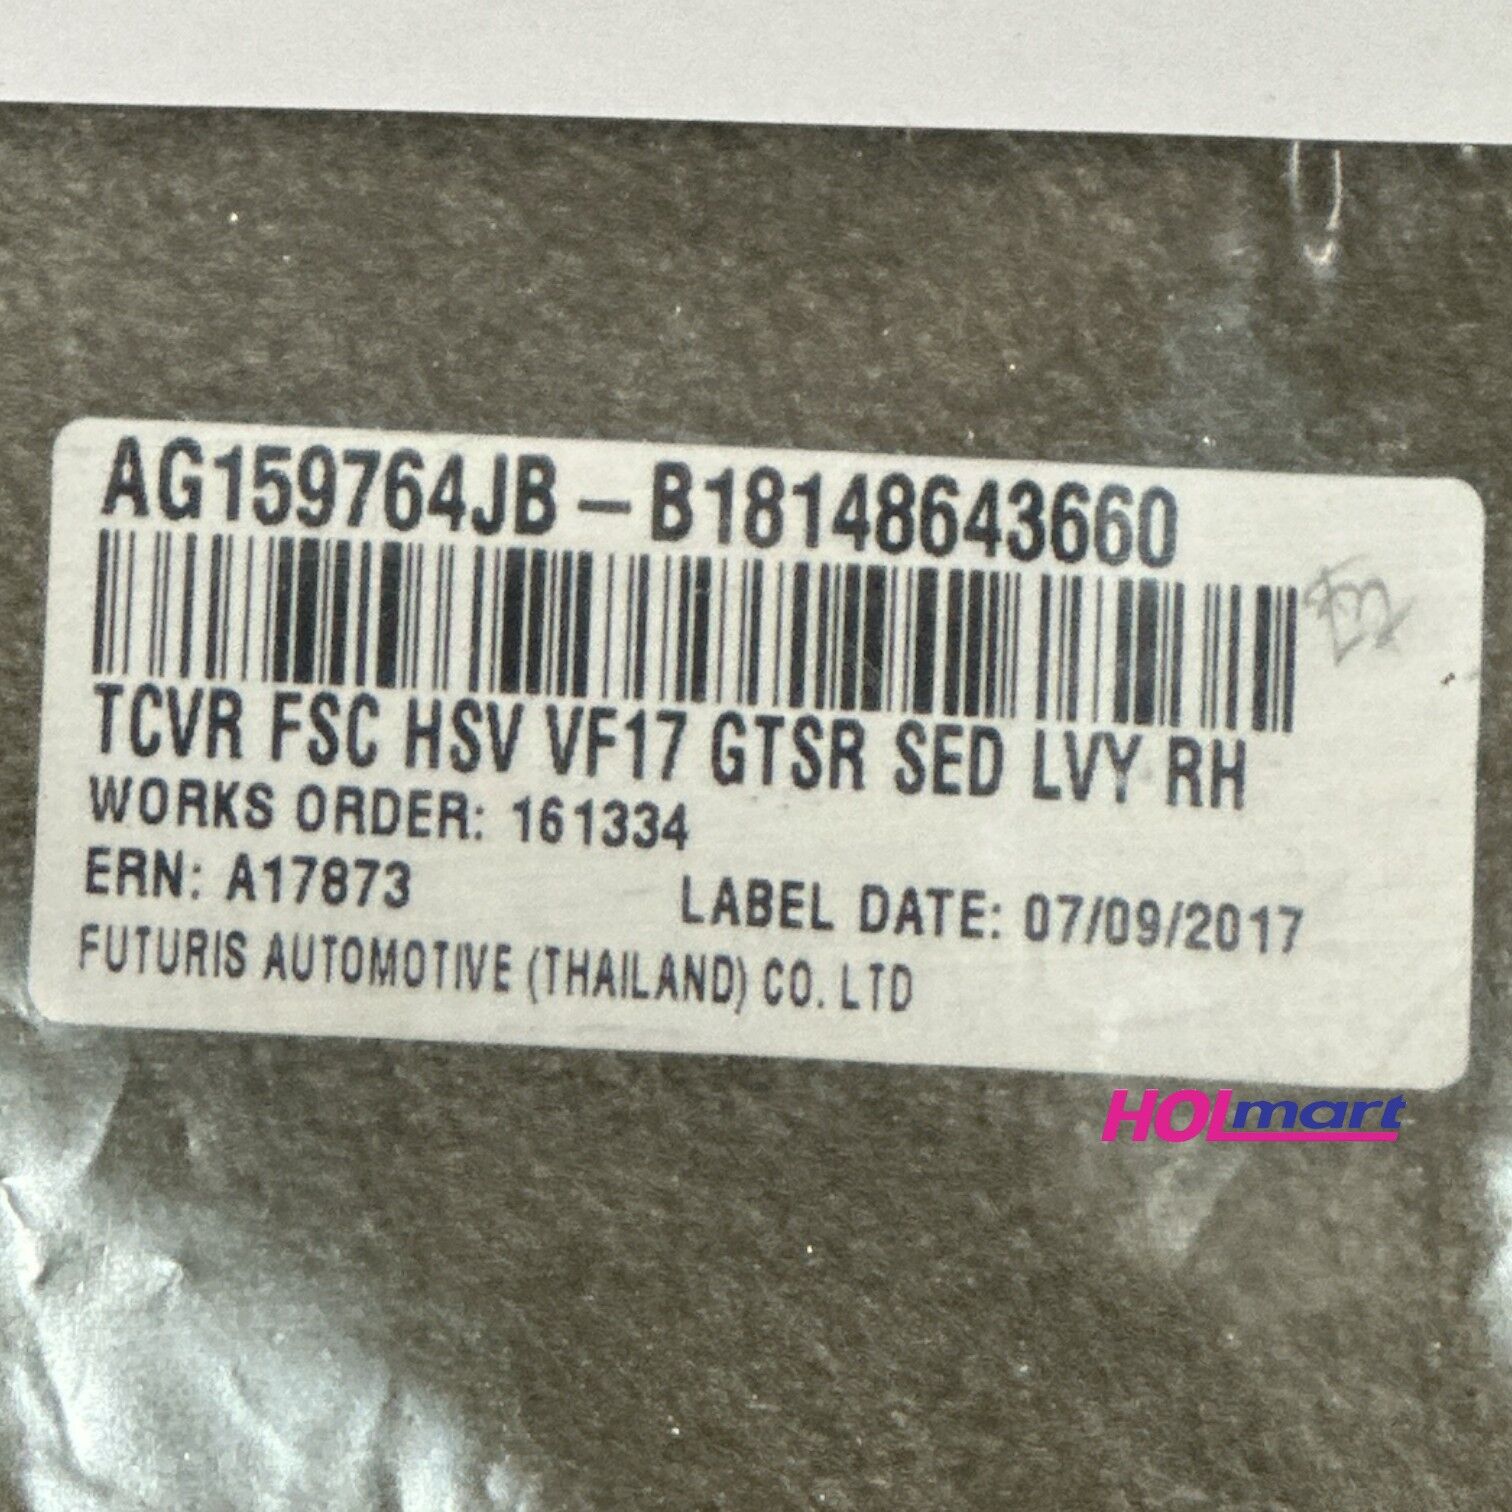 AG159764JB – B18148643660
TCVR FSC HSV VF17 GTSR SED LVY RH
WORKS ORDER: 161334
ERN: A17873
LABEL DATE: 07/09/2017
FUTURIS AUTOMOTIVE (THAILAND) CO. LTD
HOLmart